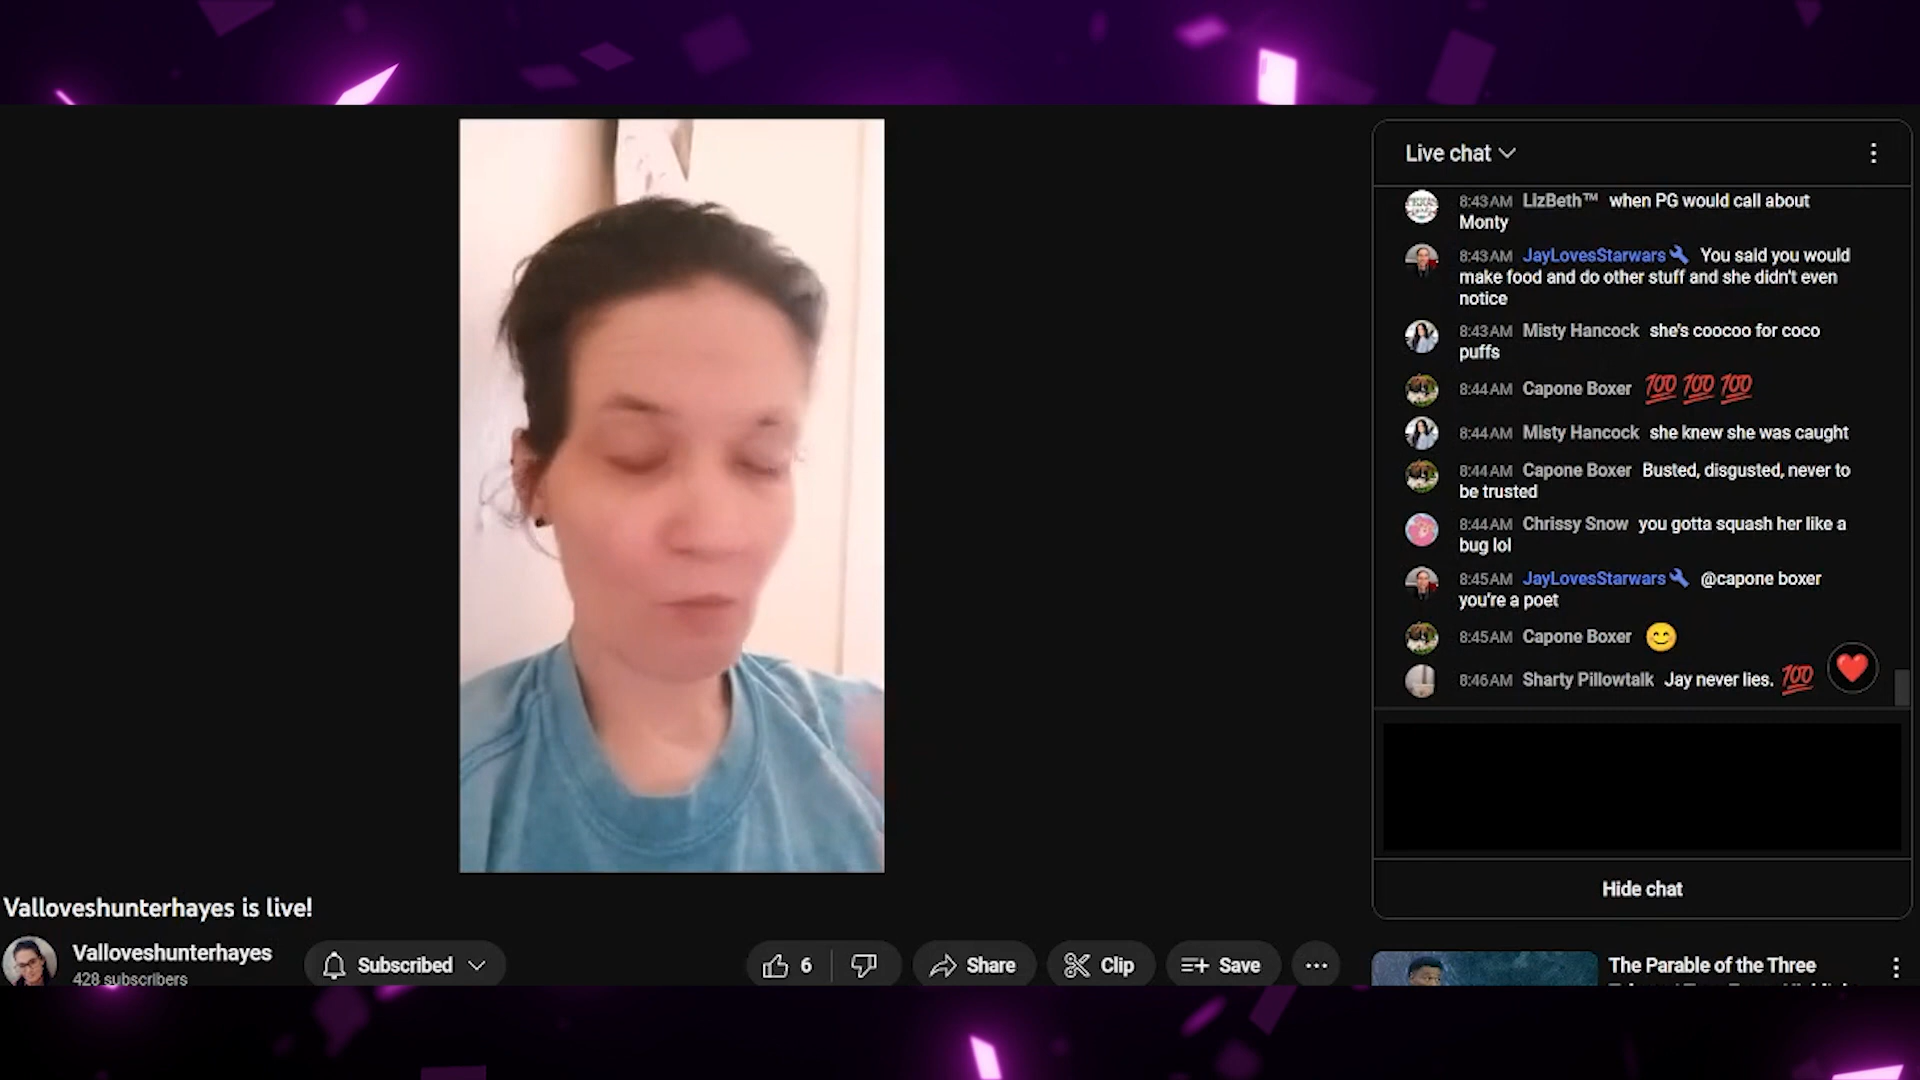 Live chat
8:43 AM LizBeth™ when PG would call about
Monty
8:43 AM JayLovesStarwars You said you would
make food and do other stuff and she didn't even
notice
8:43 AM Misty Hancock she's coocoo for coco
puffs
8:44 AM Capone Boxer 💯 💯 💯
8:44 AM Misty Hancock she knew she was caught
8:44 AM Capone Boxer Busted, disgusted, never to
be trusted
8:44 AM Chrissy Snow you gotta squash her like a
bug lol
8:45 AM JayLovesStarwars @capone boxer
you're a poet
8:45 AM Capone Boxer 😊
8:46 AM Sharty Pillowtalk Jay never lies. 💯
Hide chat
Valloveshunterhayes is live!
Valloveshunterhayes
428 subscribers
Subscribed
6
Share
Clip
Save
The Parable of the Three